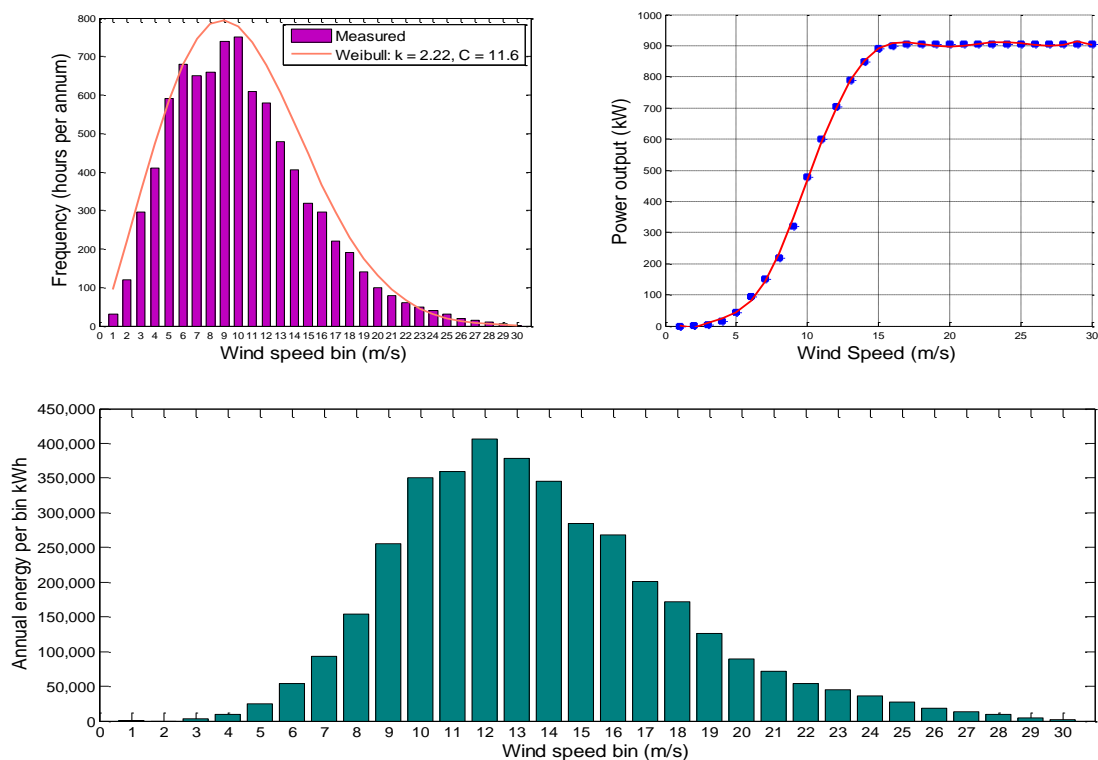 800
700
600
500
400
300
200
100
0
Frequency (hours per annum)
Measured
Weibull: k = 2.22, C = 11.6
0 1 2 3 4 5 6 7 8 9 10 11 12 13 14 15 16 17 18 19 20 21 22 23 24 25 26 27 28 29 30
Wind speed bin (m/s)
1000
900
800
700
600
500
400
300
200
100
0
Power output (kW)
0 5 10 15 20 25 30
Wind Speed (m/s)
450,000
400,000
350,000
300,000
250,000
200,000
150,000
100,000
50,000
0
Annual energy per bin kWh
0 1 2 3 4 5 6 7 8 9 10 11 12 13 14 15 16 17 18 19 20 21 22 23 24 25 26 27 28 29 30
Wind speed bin (m/s)